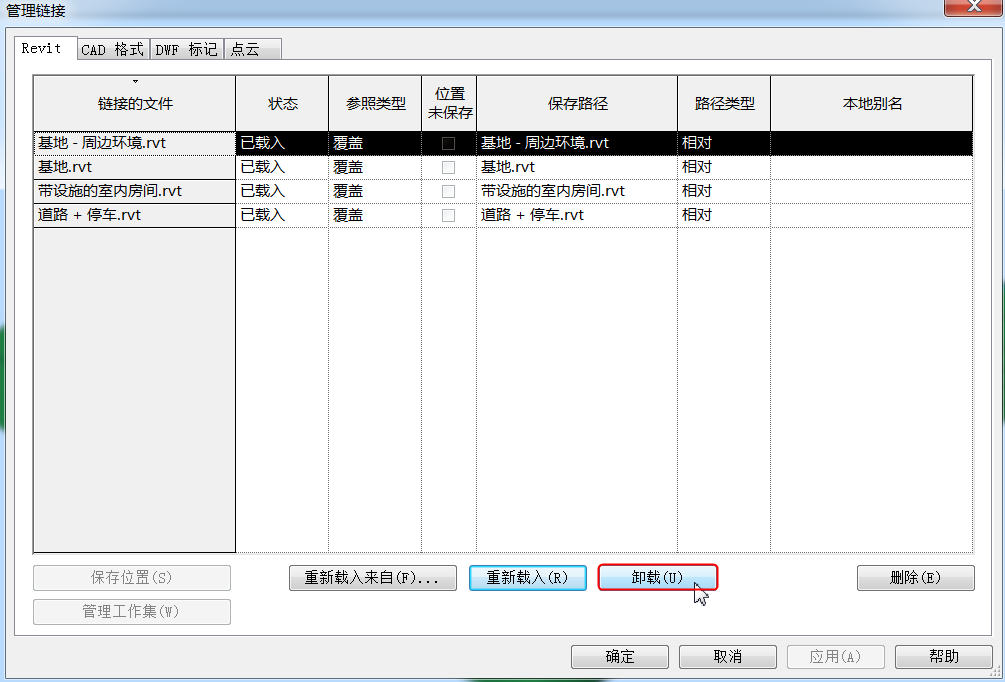 管理链接
Revit CAD 格式 DWF 标记 点云
链接的文件 状态 参照类型 位置未保存 保存路径 路径类型 本地别名
基地 - 周边环境.rvt 已载入 覆盖 基地 - 周边环境.rvt 相对
基地.rvt 已载入 覆盖 基地.rvt 相对
带设施的室内房间.rvt 已载入 覆盖 带设施的室内房间.rvt 相对
道路 + 停车.rvt 已载入 覆盖 道路 + 停车.rvt 相对
保存位置(S) 重新载入来自(F)... 重新载入(R) 卸载(U) 删除(E)
管理工作集(W)
确定 取消 应用(A) 帮助